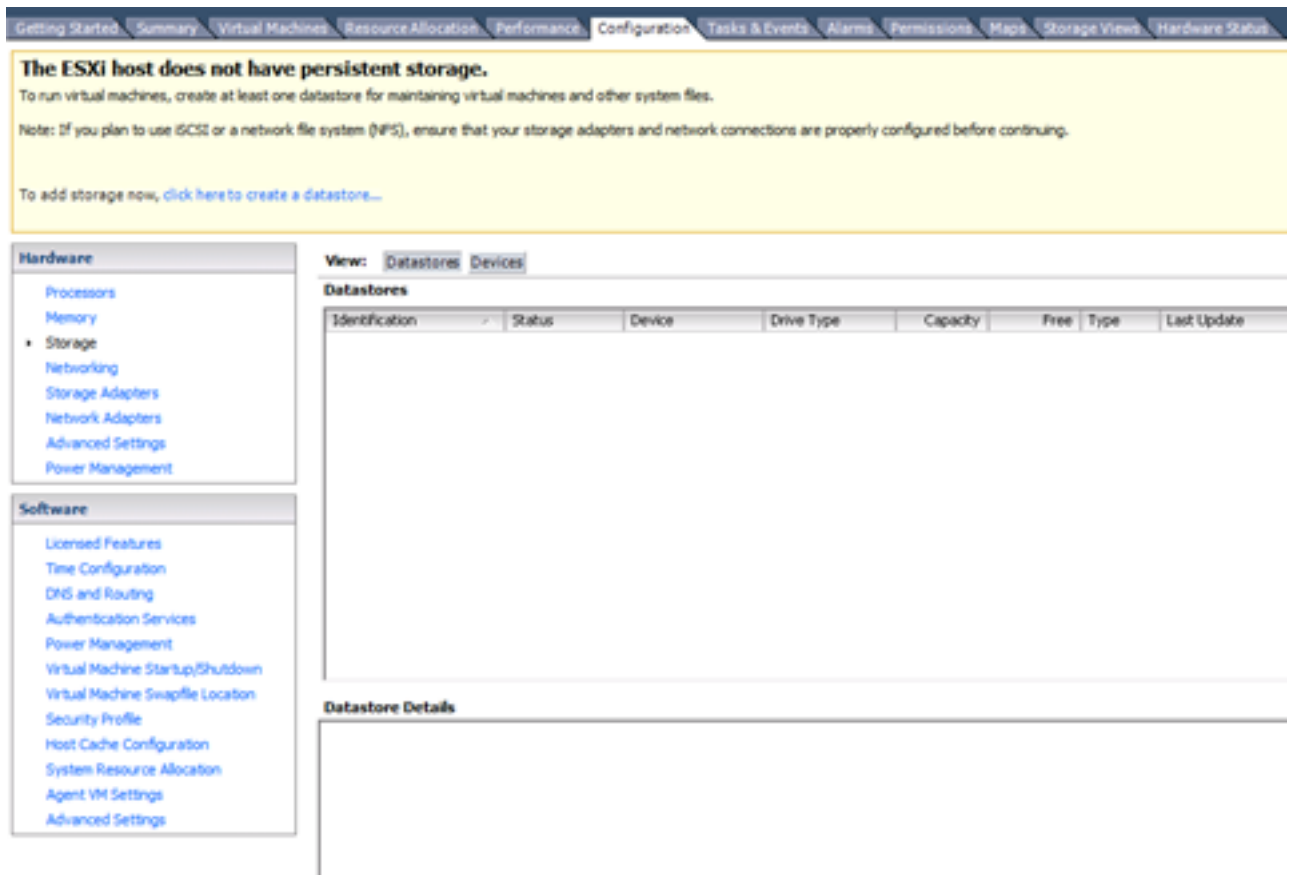 Getting Started Summary Virtual Machines Resource Allocation Performance Configuration Tasks & Events Alarms Permissions Maps Storage Views Hardware Status
The ESXi host does not have persistent storage.
To run virtual machines, create at least one datastore for maintaining virtual machines and other system files.
Note: If you plan to use iSCSI or a network file system (NFS), ensure that your storage adapters and network connections are properly configured before continuing.
To add storage now, click here to create a datastore...
Hardware
Processors
Memory
Storage
Networking
Storage Adapters
Network Adapters
Advanced Settings
Power Management
Software
Licensed Features
Time Configuration
DNS and Routing
Authentication Services
Power Management
Virtual Machine Startup/Shutdown
Virtual Machine Swapfile Location
Security Profile
Host Cache Configuration
System Resource Allocation
Agent VM Settings
Advanced Settings
View: Datastores Devices
Datastores
Identification Status Device Drive Type Capacity Free Type Last Update
Datastore Details